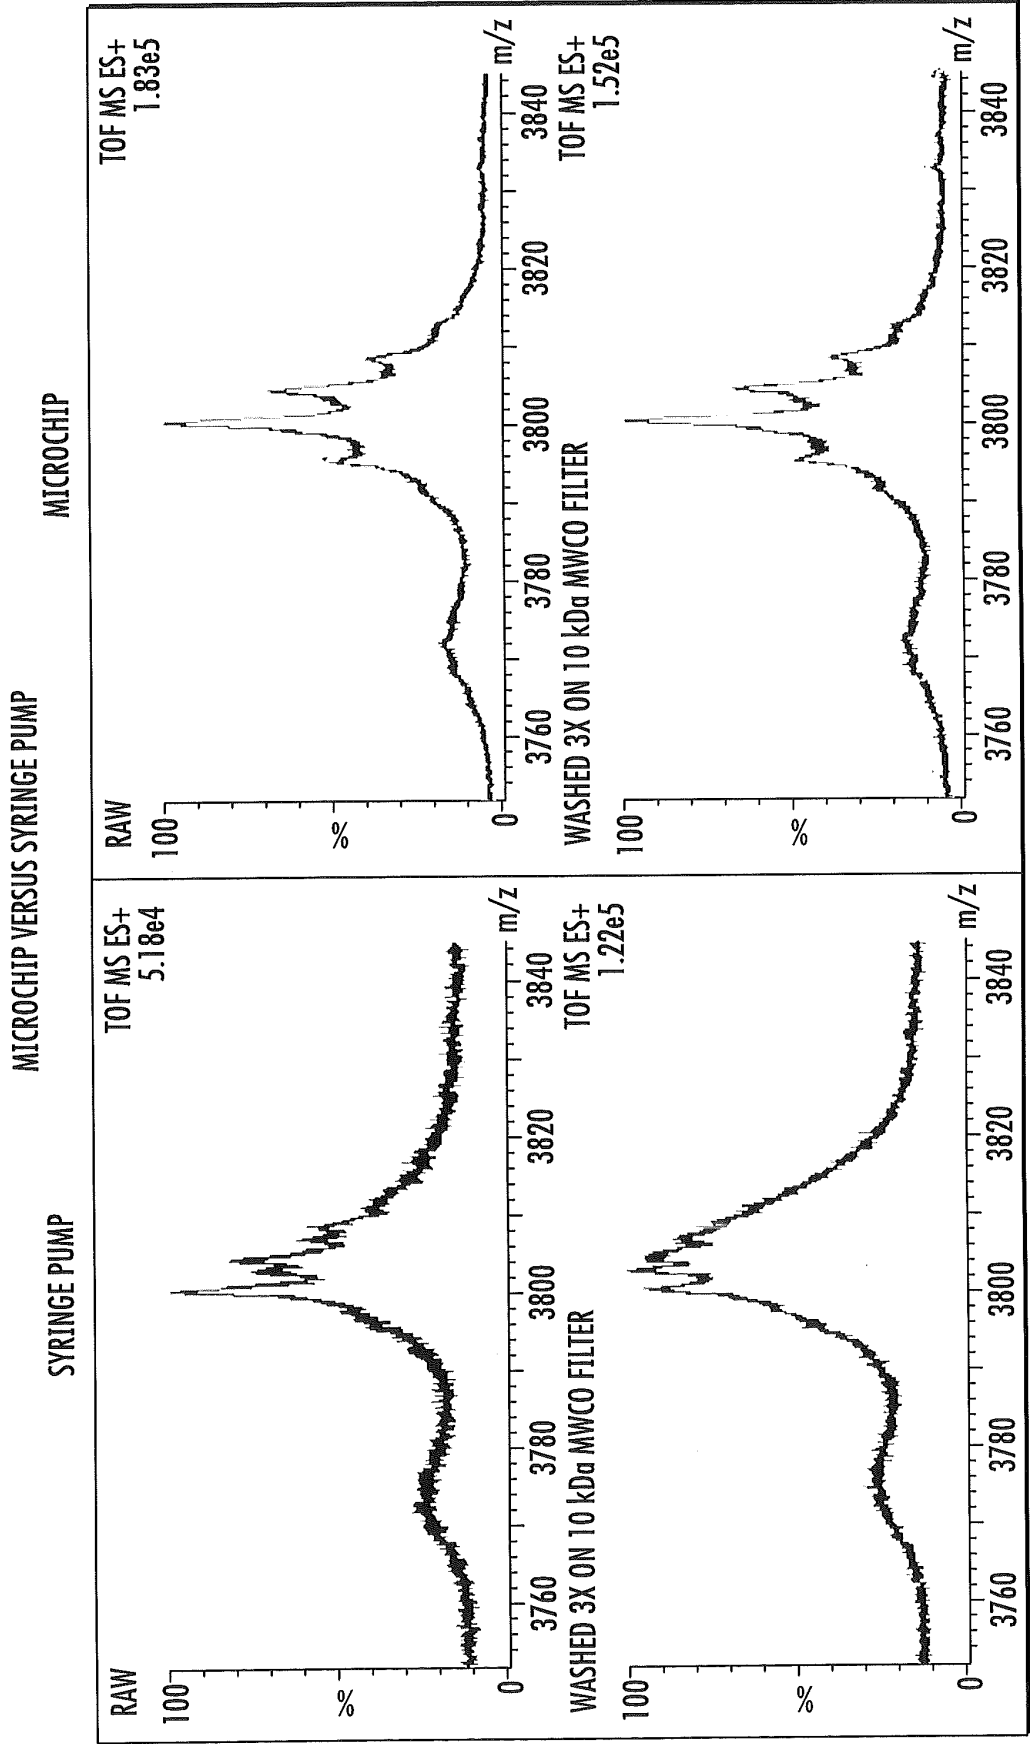 MICROCHIP VERSUS SYRINGE PUMP
SYRINGE PUMP
MICROCHIP
RAW
TOF MS ES+
5.18e4
100
%
0
3760
3780
3800
3820
3840
m/z
WASHED 3X ON 10 kDa MWCO FILTER
TOF MS ES+
1.22e5
100
%
0
3760
3780
3800
3820
3840
m/z
RAW
TOF MS ES+
1.83e5
100
%
0
3760
3780
3800
3820
3840
m/z
WASHED 3X ON 10 kDa MWCO FILTER
TOF MS ES+
1.52e5
100
%
0
3760
3780
3800
3820
3840
m/z